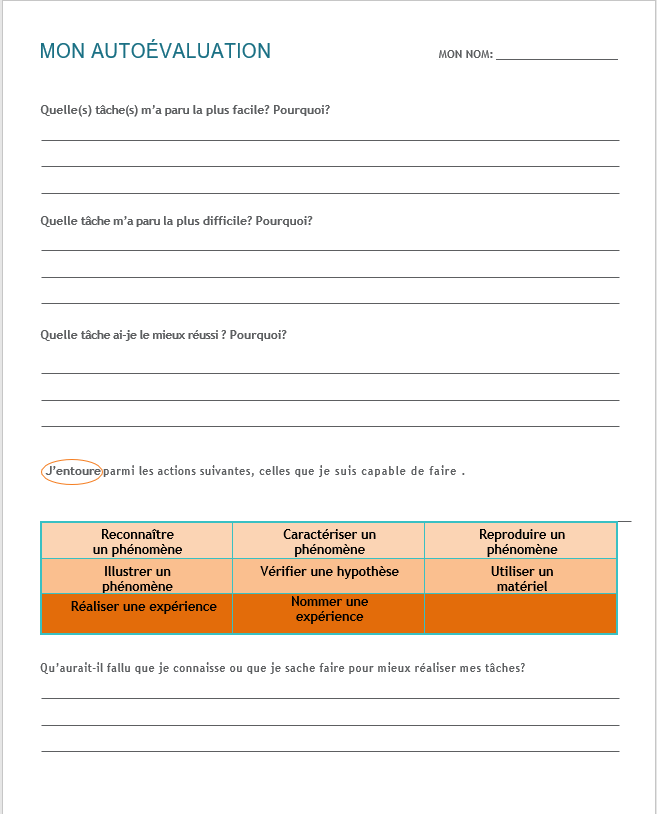 MON AUTOÉVALUATION
MON NOM:
Quelle(s) tâche(s) m'a paru la plus facile? Pourquoi?
Quelle tâche m'a paru la plus difficile? Pourquoi?
Quelle tâche ai-je le mieux réussi ? Pourquoi?
J'entoure parmi les actions suivantes, celles que je suis capable de faire .
Reconnaître
un phénomène
Caractériser un
phénomène
Reproduire un
phénomène
Illustrer un
phénomène
Vérifier une hypothèse
Utiliser un
matériel
Réaliser une expérience
Nommer une
expérience
Qu'aurait-il fallu que je connaisse ou que je sache faire pour mieux réaliser mes tâches?